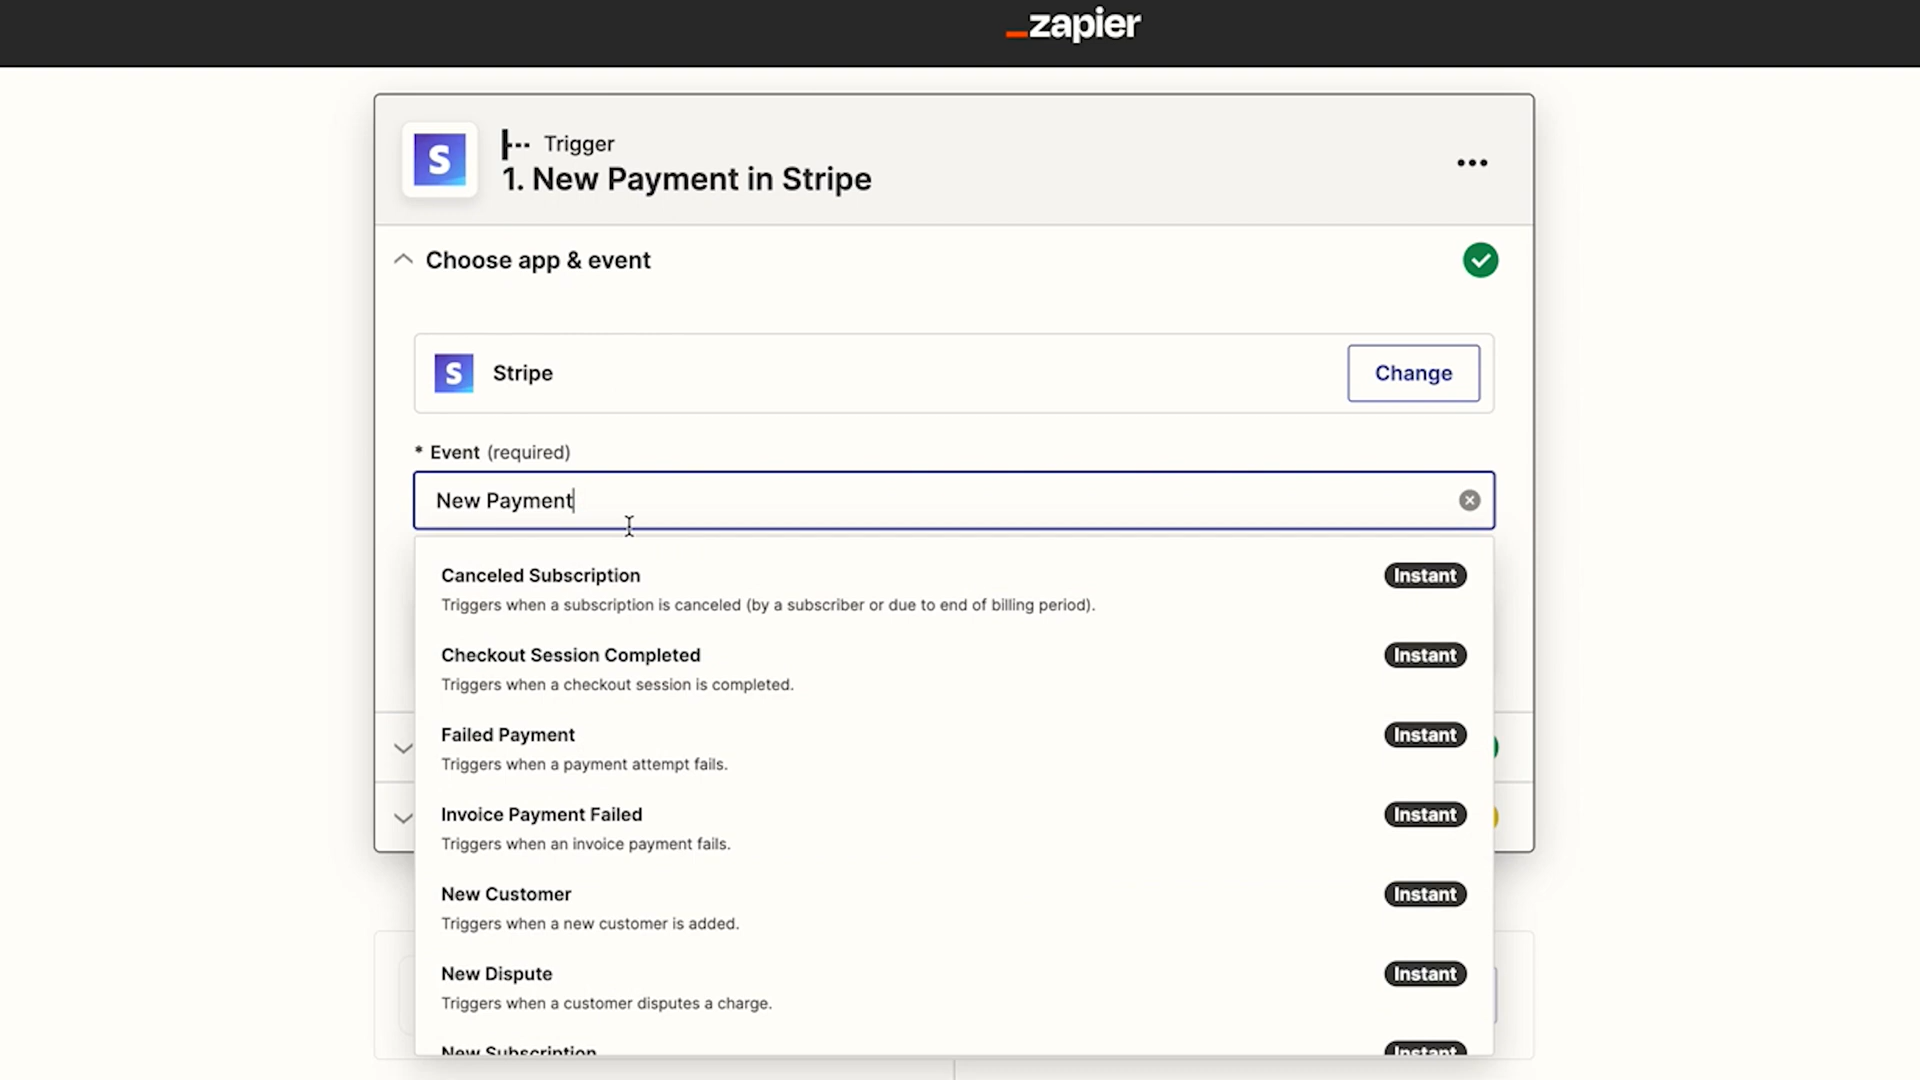 _zapier
S
Trigger
1. New Payment in Stripe
Choose app & event
S
Stripe
Change
* Event (required)
New Payment
Canceled Subscription
Instant
Triggers when a subscription is canceled (by a subscriber or due to end of billing period).
Checkout Session Completed
Instant
Triggers when a checkout session is completed.
Failed Payment
Instant
Triggers when a payment attempt fails.
Invoice Payment Failed
Instant
Triggers when an invoice payment fails.
New Customer
Instant
Triggers when a new customer is added.
New Dispute
Instant
Triggers when a customer disputes a charge.
New Subscription
Instant